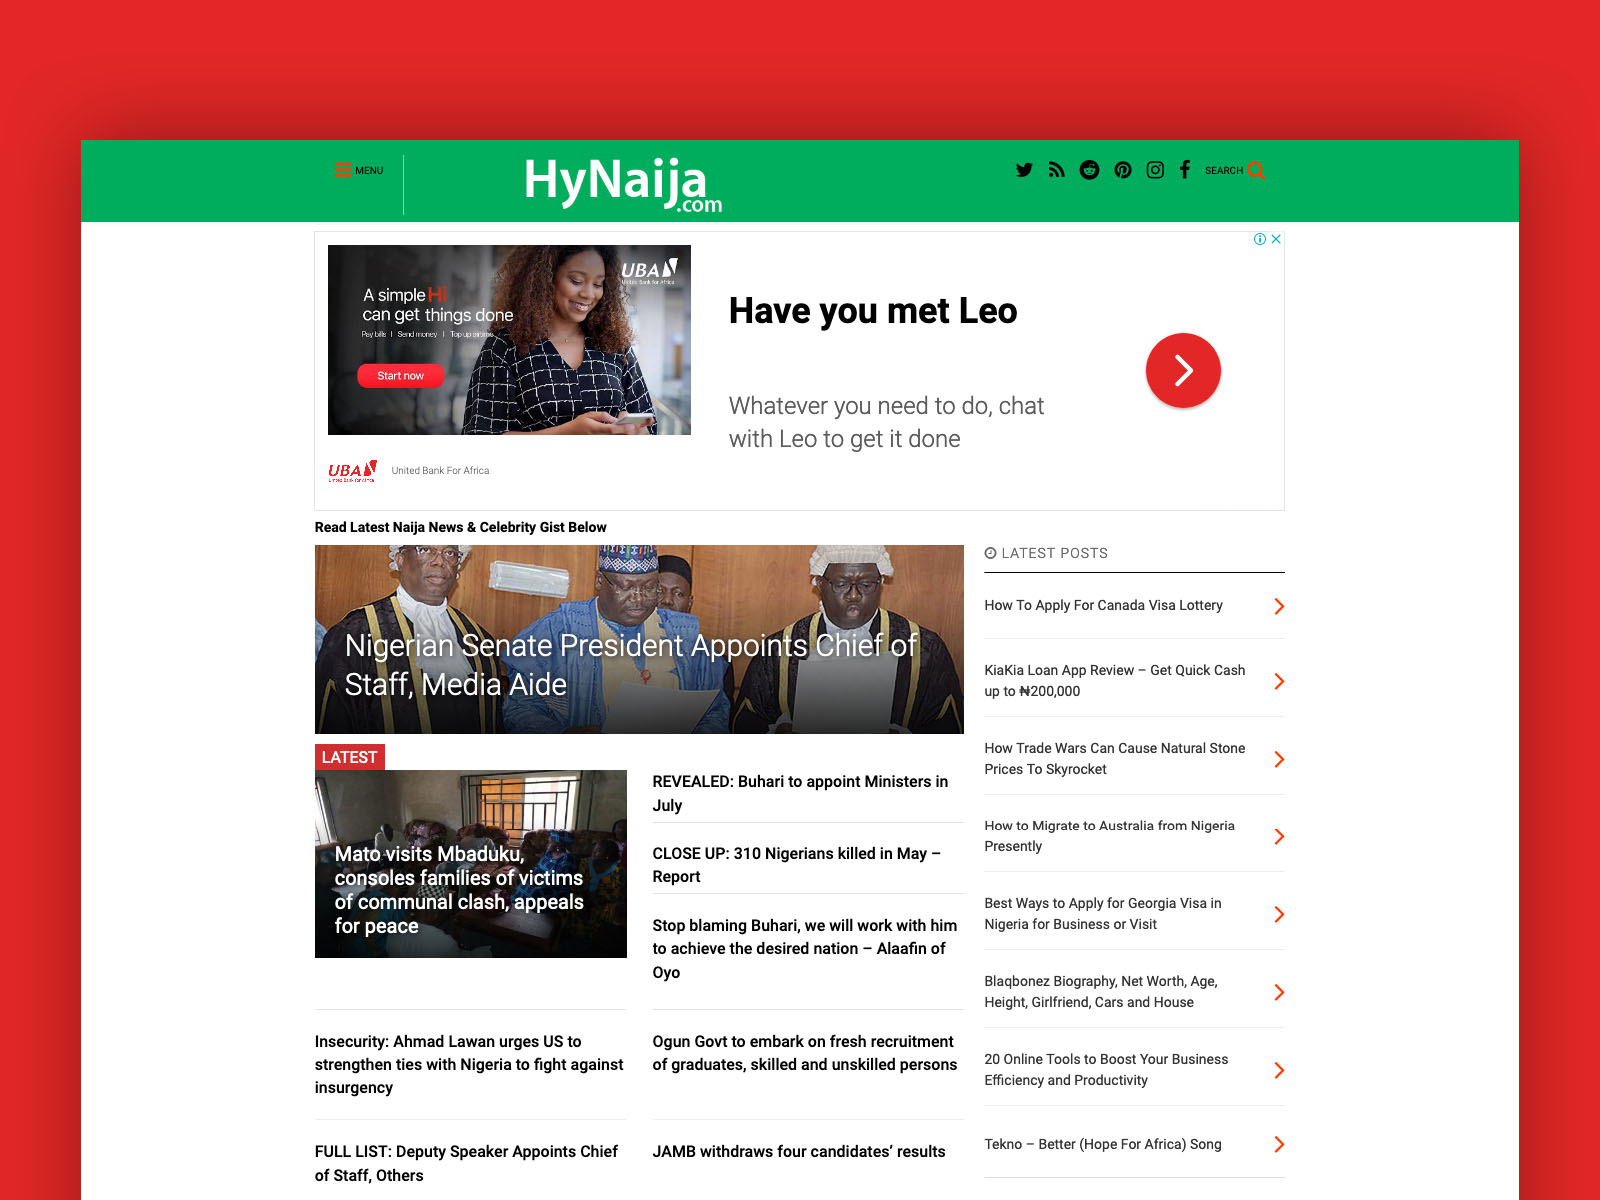 MENU
HyNaija
.com
SEARCH
A simple Hi
can get things done
Pay bills | Send money | Top up airtime
Start now
UBA
United Bank for Africa
Have you met Leo
Whatever you need to do, chat
with Leo to get it done
UBA
United Bank for Africa
United Bank For Africa
Read Latest Naija News & Celebrity Gist Below
Nigerian Senate President Appoints Chief of
Staff, Media Aide
LATEST
Mato visits Mbaduku,
consoles families of victims
of communal clash, appeals
for peace
REVEALED: Buhari to appoint Ministers in
July
CLOSE UP: 310 Nigerians killed in May –
Report
Stop blaming Buhari, we will work with him
to achieve the desired nation – Alaafin of
Oyo
Insecurity: Ahmad Lawan urges US to
strengthen ties with Nigeria to fight against
insurgency
Ogun Govt to embark on fresh recruitment
of graduates, skilled and unskilled persons
FULL LIST: Deputy Speaker Appoints Chief
of Staff, Others
JAMB withdraws four candidates’ results
LATEST POSTS
How To Apply For Canada Visa Lottery
KiaKia Loan App Review – Get Quick Cash
up to ₦200,000
How Trade Wars Can Cause Natural Stone
Prices To Skyrocket
How to Migrate to Australia from Nigeria
Presently
Best Ways to Apply for Georgia Visa in
Nigeria for Business or Visit
Blaqbonez Biography, Net Worth, Age,
Height, Girlfriend, Cars and House
20 Online Tools to Boost Your Business
Efficiency and Productivity
Tekno – Better (Hope For Africa) Song